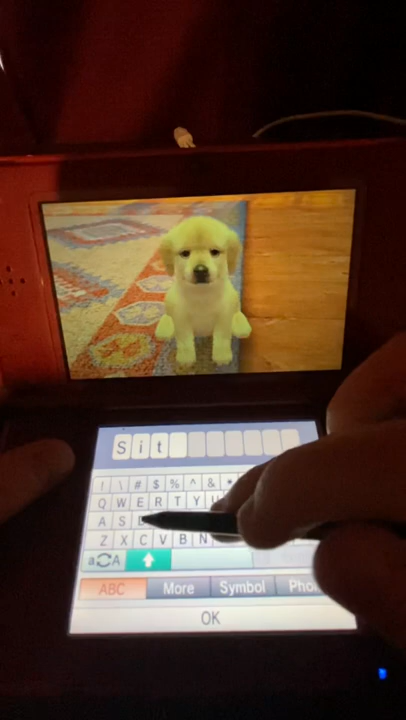 Sit
! \ # $ % ^ & *
Q W E R T Y U
A S D
Z X C V B N
a A
ABC More Symbol
OK